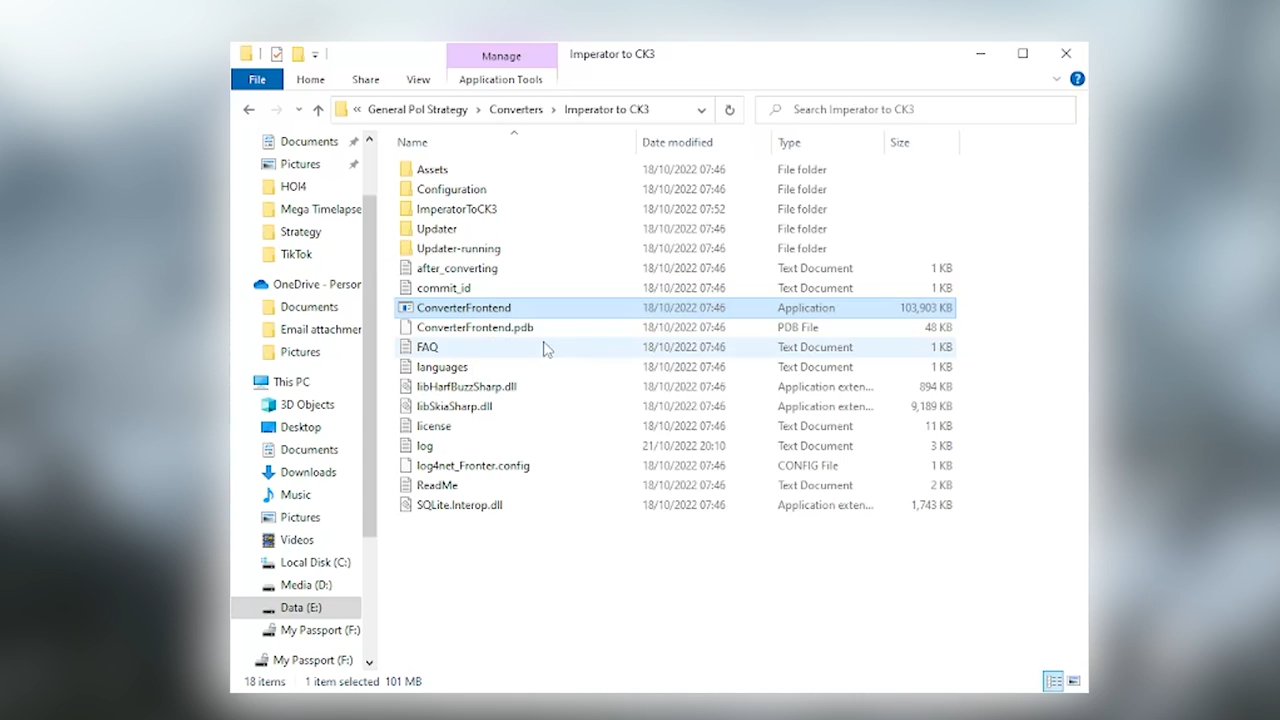 Manage
Imperator to CK3
File
Home
Share
View
Application Tools
« General Pol Strategy > Converters > Imperator to CK3
Search Imperator to CK3
Name
Date modified
Type
Size
Documents
Pictures
HOI4
Mega Timelapse
Strategy
TikTok
OneDrive - Person
Documents
Email attachmen
Pictures
This PC
3D Objects
Desktop
Documents
Downloads
Music
Pictures
Videos
Local Disk (C:)
Media (D:)
Data (E:)
My Passport (F:)
My Passport (F:)
Assets 18/10/2022 07:46 File folder
Configuration 18/10/2022 07:46 File folder
ImperatorToCK3 18/10/2022 07:52 File folder
Updater 18/10/2022 07:46 File folder
Updater-running 18/10/2022 07:46 File folder
after_converting 18/10/2022 07:46 Text Document 1 KB
commit_id 18/10/2022 07:46 Text Document 1 KB
ConverterFrontend 18/10/2022 07:46 Application 103,903 KB
ConverterFrontend.pdb 18/10/2022 07:46 PDB File 48 KB
FAQ 18/10/2022 07:46 Text Document 1 KB
languages 18/10/2022 07:46 Text Document 1 KB
libHarfBuzzSharp.dll 18/10/2022 07:46 Application exten... 894 KB
libSkiaSharp.dll 18/10/2022 07:46 Application exten... 9,189 KB
license 18/10/2022 07:46 Text Document 11 KB
log 21/10/2022 20:10 Text Document 3 KB
log4net_Fronter.config 18/10/2022 07:46 CONFIG File 1 KB
ReadMe 18/10/2022 07:46 Text Document 2 KB
SQLite.Interop.dll 18/10/2022 07:46 Application exten... 1,743 KB
18 items
1 item selected 101 MB